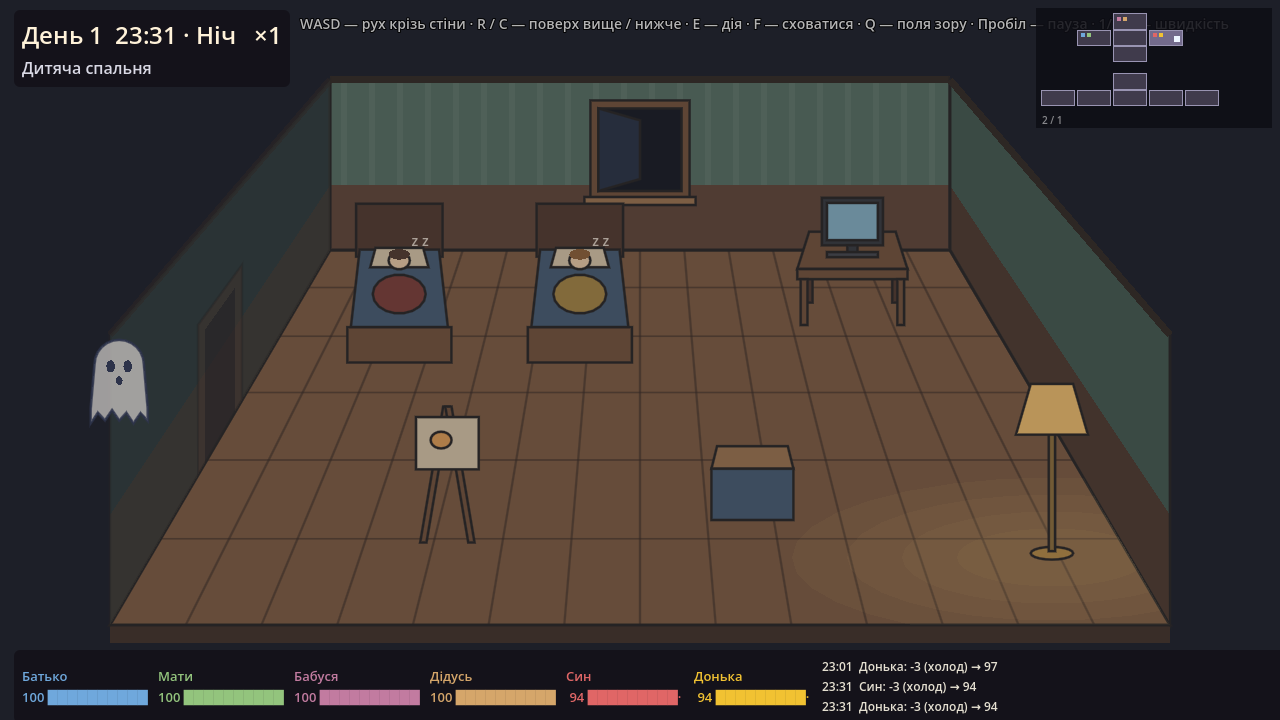 День 1 23:31 · Ніч ×1
Дитяча спальня
WASD — рух крізь стіни · R / C — поверх вище / нижче · E — дія · F — сховатися · Q — поля зору · Пробіл — пауза · 1/ швидкість
2 / 1
z z
z z
Батько
100
Мати
100
Бабуся
100
Дідусь
100
Син
94
Донька
94
23:01 Донька: -3 (холод) → 97
23:31 Син: -3 (холод) → 94
23:31 Донька: -3 (холод) → 94